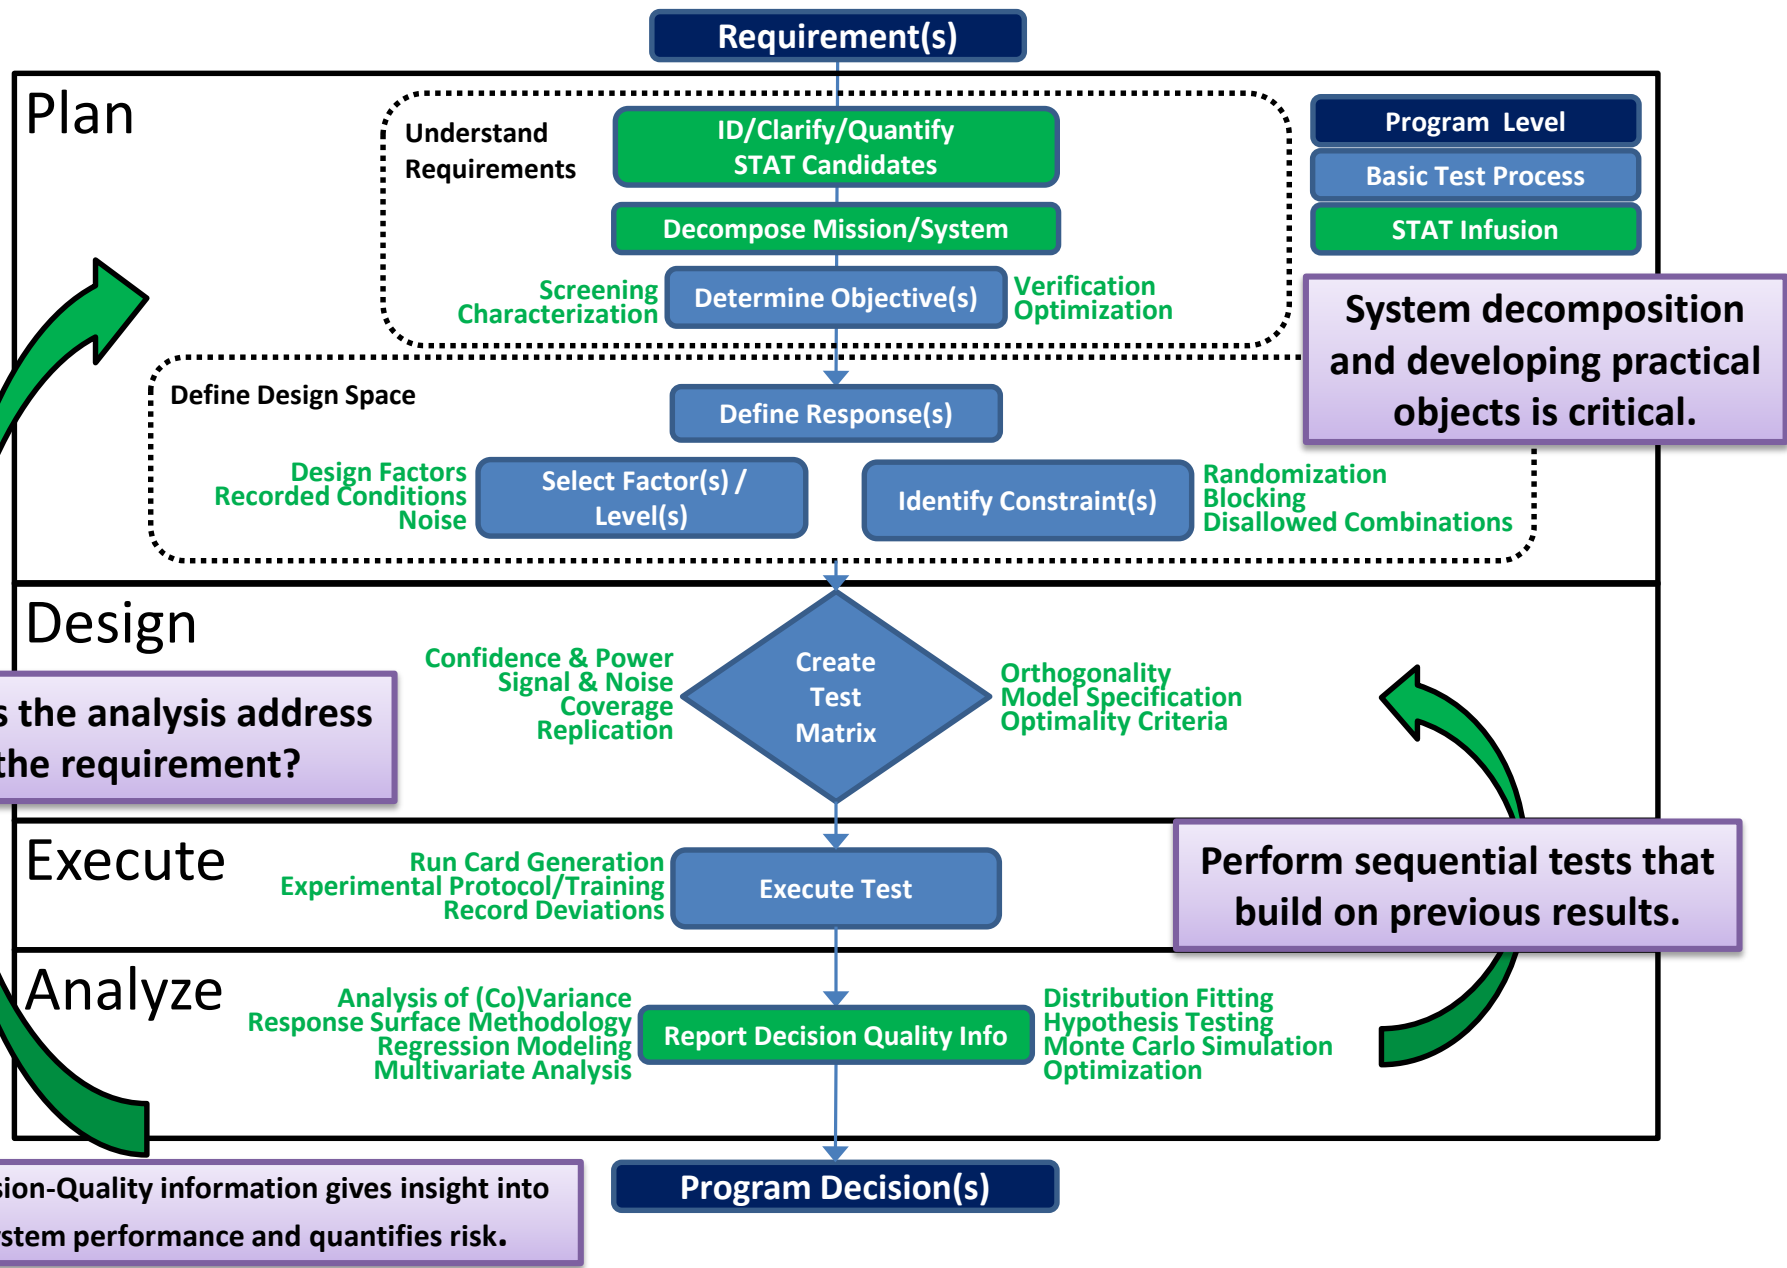 Requirement(s)
Plan
Understand
Requirements
ID/Clarify/Quantify
STAT Candidates
Decompose Mission/System
Screening
Characterization
Determine Objective(s)
Verification
Optimization
Program Level
Basic Test Process
STAT Infusion
System decomposition
and developing practical
objects is critical.
Define Design Space
Define Response(s)
Design Factors
Recorded Conditions
Noise
Select Factor(s) /
Level(s)
Identify Constraint(s)
Randomization
Blocking
Disallowed Combinations
Design
Confidence & Power
Signal & Noise
Coverage
Replication
Create
Test
Matrix
Orthogonality
Model Specification
Optimality Criteria
s the analysis address
the requirement?
Execute
Run Card Generation
Experimental Protocol/Training
Record Deviations
Execute Test
Perform sequential tests that
build on previous results.
Analyze
Analysis of (Co)Variance
Response Surface Methodology
Regression Modeling
Multivariate Analysis
Report Decision Quality Info
Distribution Fitting
Hypothesis Testing
Monte Carlo Simulation
Optimization
sion-Quality information gives insight into
stem performance and quantifies risk.
Program Decision(s)